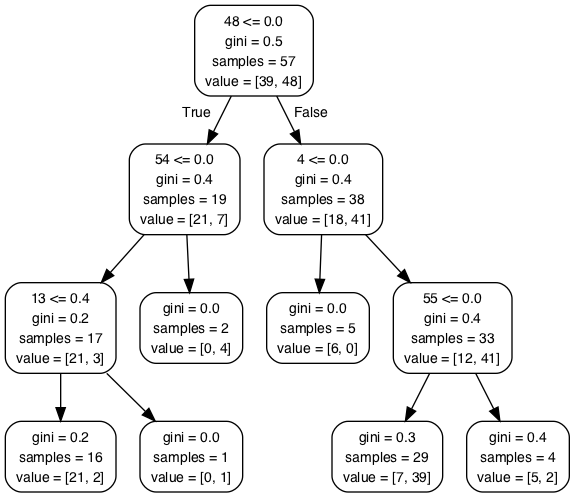 48 <= 0.0
gini = 0.5
samples = 57
value = [39, 48]
True
False
54 <= 0.0
gini = 0.4
samples = 19
value = [21, 7]
4 <= 0.0
gini = 0.4
samples = 38
value = [18, 41]
13 <= 0.4
gini = 0.2
samples = 17
value = [21, 3]
gini = 0.0
samples = 2
value = [0, 4]
gini = 0.0
samples = 5
value = [6, 0]
55 <= 0.0
gini = 0.4
samples = 33
value = [12, 41]
gini = 0.2
samples = 16
value = [21, 2]
gini = 0.0
samples = 1
value = [0, 1]
gini = 0.3
samples = 29
value = [7, 39]
gini = 0.4
samples = 4
value = [5, 2]